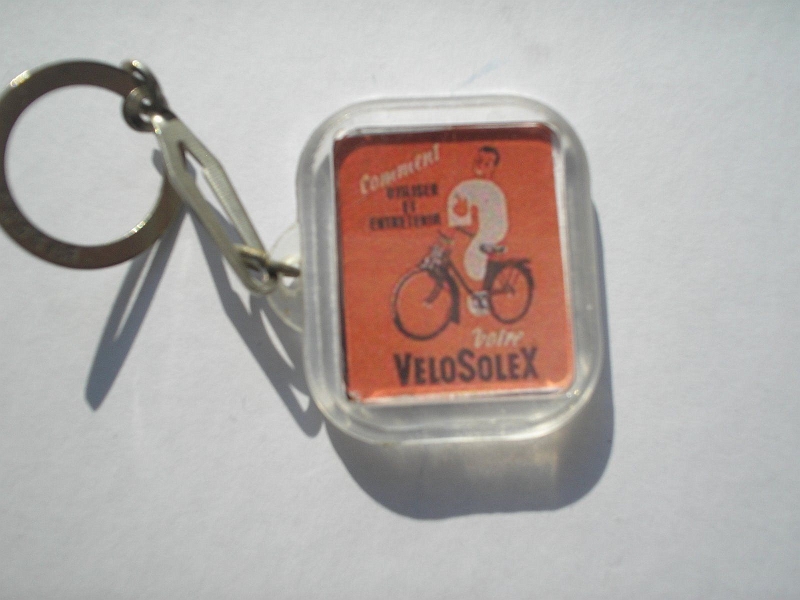 Comment
UTILISER
ET
ENTRETENIR
votre
VELOSOLEX